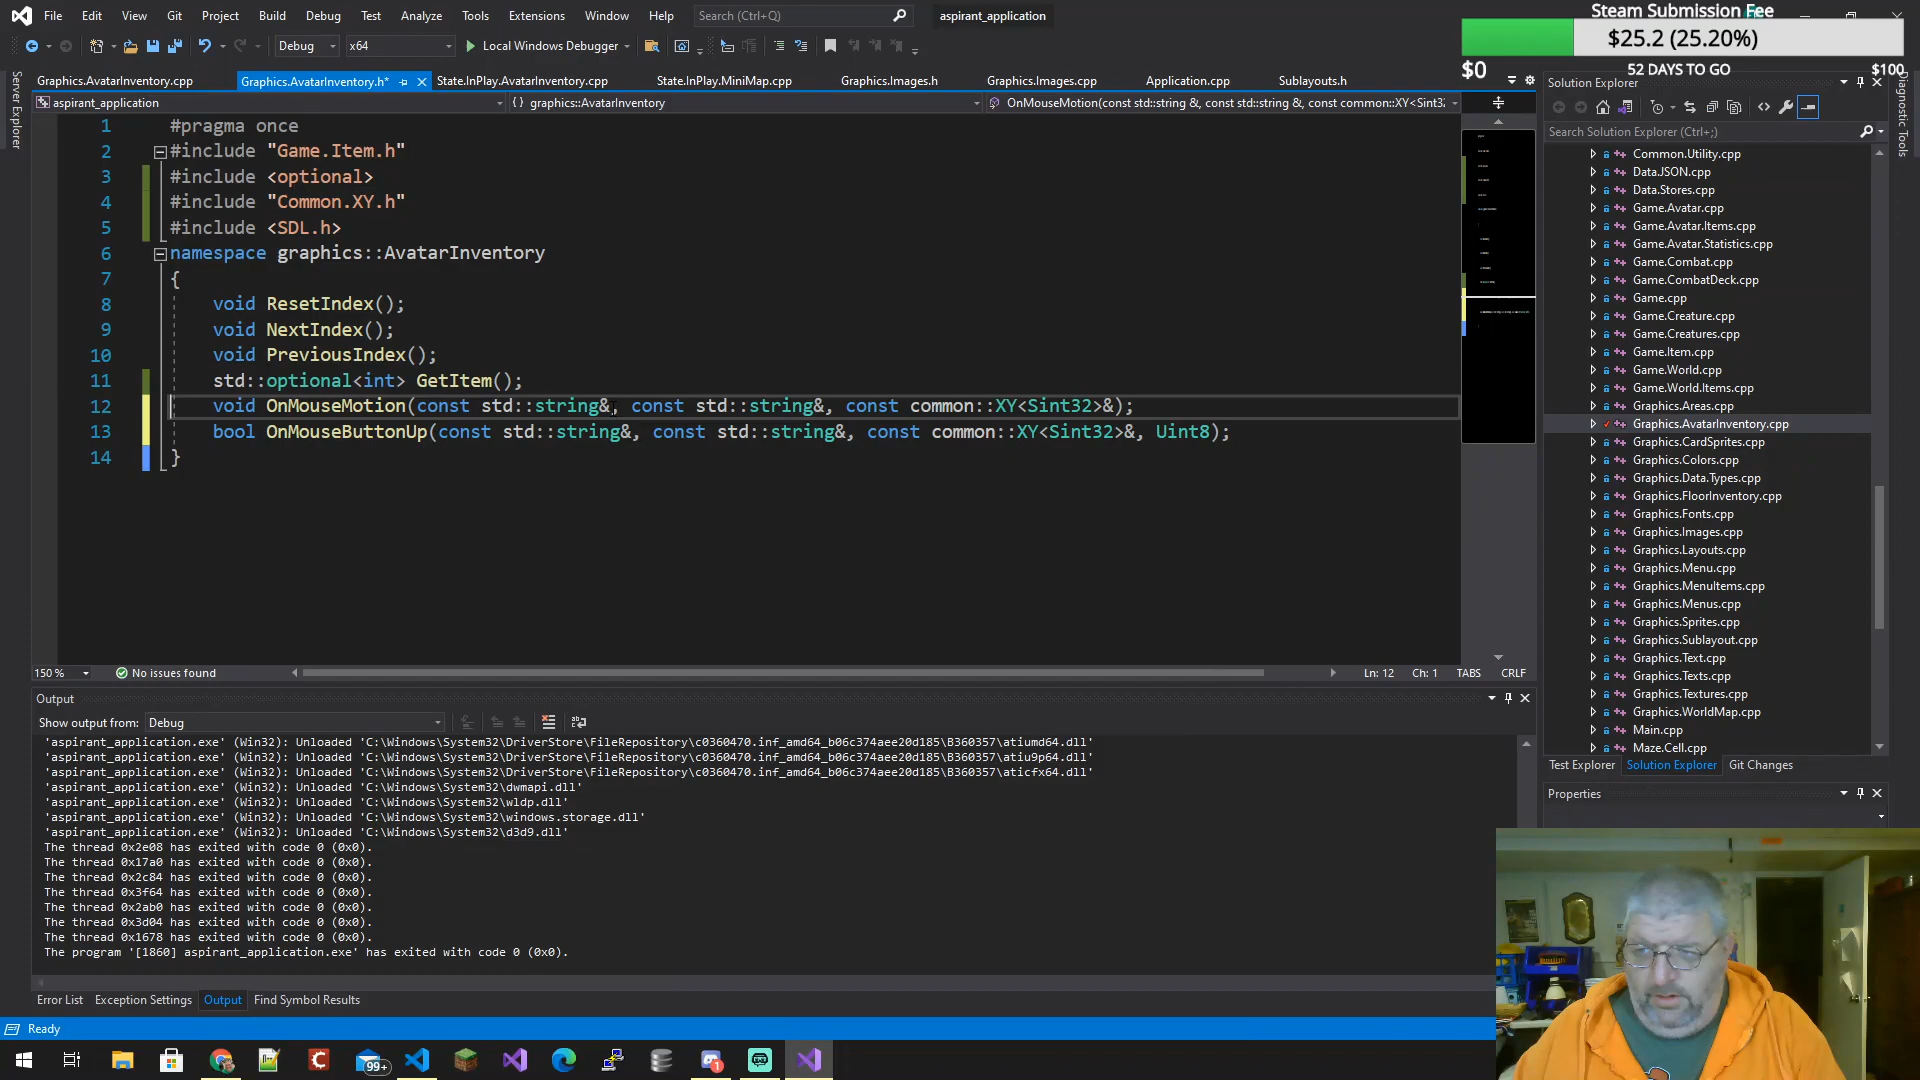 File Edit View Git Project Build Debug Test Analyze Tools Extensions Window Help Search (Ctrl+Q) aspirant_application
Steam Submission Fee
$25.2 (25.20%)
$0 52 DAYS TO GO $100
Debug x64 Local Windows Debugger
Graphics.AvatarInventory.cpp Graphics.AvatarInventory.h* State.InPlay.AvatarInventory.cpp State.InPlay.MiniMap.cpp Graphics.Images.h Graphics.Images.cpp Application.cpp Sublayouts.h
aspirant_application {} graphics::AvatarInventory OnMouseMotion(const std::string &, const std::string &, const common::XY<Sint3:
Server Explorer
Diagnostic Tools
1 #pragma once
2 #include "Game.Item.h"
3 #include <optional>
4 #include "Common.XY.h"
5 #include <SDL.h>
6 namespace graphics::AvatarInventory
7 {
8 void ResetIndex();
9 void NextIndex();
10 void PreviousIndex();
11 std::optional<int> GetItem();
12 void OnMouseMotion(const std::string&, const std::string&, const common::XY<Sint32>&);
13 bool OnMouseButtonUp(const std::string&, const std::string&, const common::XY<Sint32>&, Uint8);
14 }
150 % No issues found Ln: 12 Ch: 1 TABS CRLF
Output
Show output from: Debug
'aspirant_application.exe' (Win32): Unloaded 'C:\Windows\System32\DriverStore\FileRepository\c0360470.inf_amd64_b06c374aee20d185\B360357\atiumd64.dll'
'aspirant_application.exe' (Win32): Unloaded 'C:\Windows\System32\DriverStore\FileRepository\c0360470.inf_amd64_b06c374aee20d185\B360357\atiu9p64.dll'
'aspirant_application.exe' (Win32): Unloaded 'C:\Windows\System32\DriverStore\FileRepository\c0360470.inf_amd64_b06c374aee20d185\B360357\aticfx64.dll'
'aspirant_application.exe' (Win32): Unloaded 'C:\Windows\System32\dwmapi.dll'
'aspirant_application.exe' (Win32): Unloaded 'C:\Windows\System32\wldp.dll'
'aspirant_application.exe' (Win32): Unloaded 'C:\Windows\System32\windows.storage.dll'
'aspirant_application.exe' (Win32): Unloaded 'C:\Windows\System32\d3d9.dll'
The thread 0x2e08 has exited with code 0 (0x0).
The thread 0x17a0 has exited with code 0 (0x0).
The thread 0x2c84 has exited with code 0 (0x0).
The thread 0x3f64 has exited with code 0 (0x0).
The thread 0x2ab0 has exited with code 0 (0x0).
The thread 0x3d04 has exited with code 0 (0x0).
The thread 0x1678 has exited with code 0 (0x0).
The program '[1860] aspirant_application.exe' has exited with code 0 (0x0).
Error List Exception Settings Output Find Symbol Results
Ready
Solution Explorer
Search Solution Explorer (Ctrl+;)
Common.Utility.cpp
Data.JSON.cpp
Data.Stores.cpp
Game.Avatar.cpp
Game.Avatar.Items.cpp
Game.Avatar.Statistics.cpp
Game.Combat.cpp
Game.CombatDeck.cpp
Game.cpp
Game.Creature.cpp
Game.Creatures.cpp
Game.Item.cpp
Game.World.cpp
Game.World.Items.cpp
Graphics.Areas.cpp
Graphics.AvatarInventory.cpp
Graphics.CardSprites.cpp
Graphics.Colors.cpp
Graphics.Data.Types.cpp
Graphics.FloorInventory.cpp
Graphics.Fonts.cpp
Graphics.Images.cpp
Graphics.Layouts.cpp
Graphics.Menu.cpp
Graphics.MenuItems.cpp
Graphics.Menus.cpp
Graphics.Sprites.cpp
Graphics.Sublayout.cpp
Graphics.Text.cpp
Graphics.Texts.cpp
Graphics.Textures.cpp
Graphics.WorldMap.cpp
Main.cpp
Maze.Cell.cpp
Test Explorer Solution Explorer Git Changes
Properties
99+
1